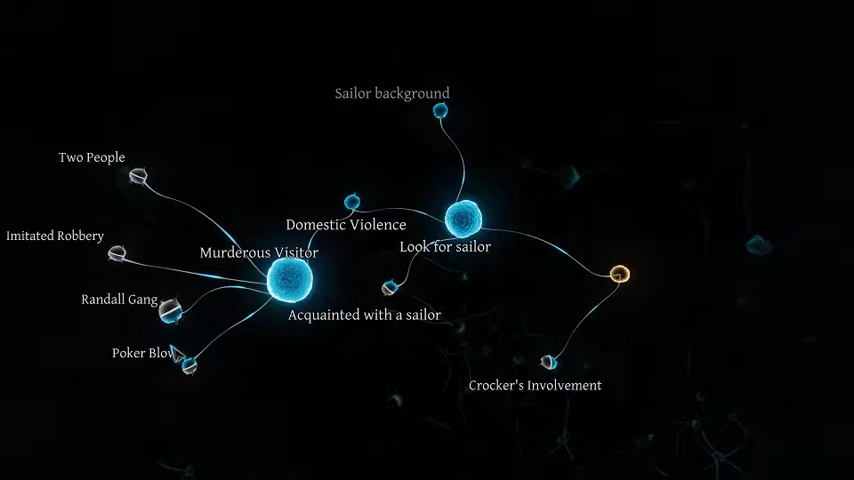 Sailor background
Two People
Domestic Violence
Imitated Robbery
Look for sailor
Murderous Visitor
Randall Gang
Acquainted with a sailor
Poker
Crocker's Involvement